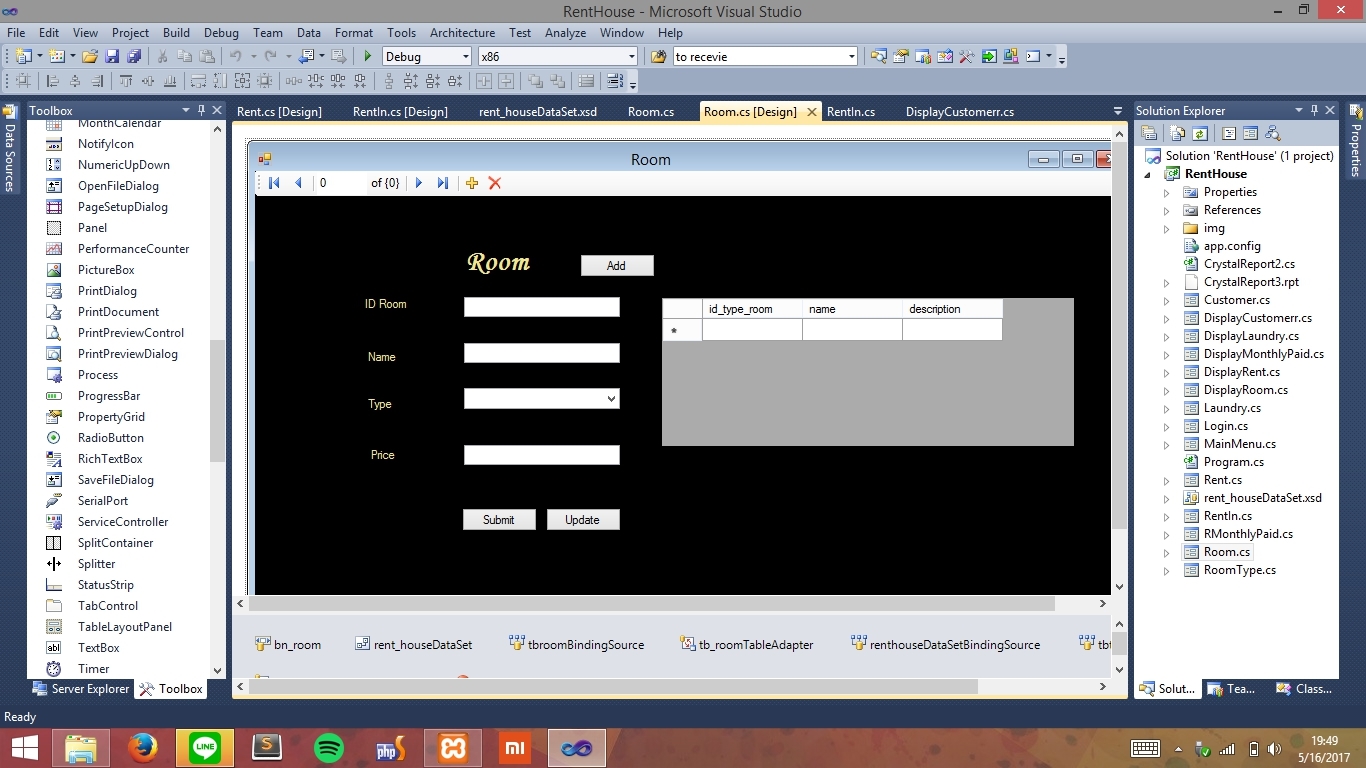 RentHouse - Microsoft Visual Studio
File Edit View Project Build Debug Team Data Format Tools Architecture Test Analyze Window Help
Debug x86 to recevie
Toolbox
Rent.cs [Design] RentIn.cs [Design] rent_houseDataSet.xsd Room.cs Room.cs [Design] RentIn.cs DisplayCustomerr.cs
Solution Explorer
Data Sources
Properties
MonthCalendar
NotifyIcon
NumericUpDown
OpenFileDialog
PageSetupDialog
Panel
PerformanceCounter
PictureBox
PrintDialog
PrintDocument
PrintPreviewControl
PrintPreviewDialog
Process
ProgressBar
PropertyGrid
RadioButton
RichTextBox
SaveFileDialog
SerialPort
ServiceController
SplitContainer
Splitter
StatusStrip
TabControl
TableLayoutPanel
TextBox
Timer
Server Explorer Toolbox
Room
0 of {0}
Room Add
ID Room
Name
Type
Price
Submit Update
id_type_room name description
*
bn_room rent_houseDataSet tbroomBindingSource tb_roomTableAdapter renthouseDataSetBindingSource tbt
Solution 'RentHouse' (1 project)
RentHouse
Properties
References
img
app.config
CrystalReport2.cs
CrystalReport3.rpt
Customer.cs
DisplayCustomerr.cs
DisplayLaundry.cs
DisplayMonthlyPaid.cs
DisplayRent.cs
DisplayRoom.cs
Laundry.cs
Login.cs
MainMenu.cs
Program.cs
Rent.cs
rent_houseDataSet.xsd
RentIn.cs
RMonthlyPaid.cs
Room.cs
RoomType.cs
Solut... Tea... Class...
Ready
LINE S php mi
19:49
5/16/2017